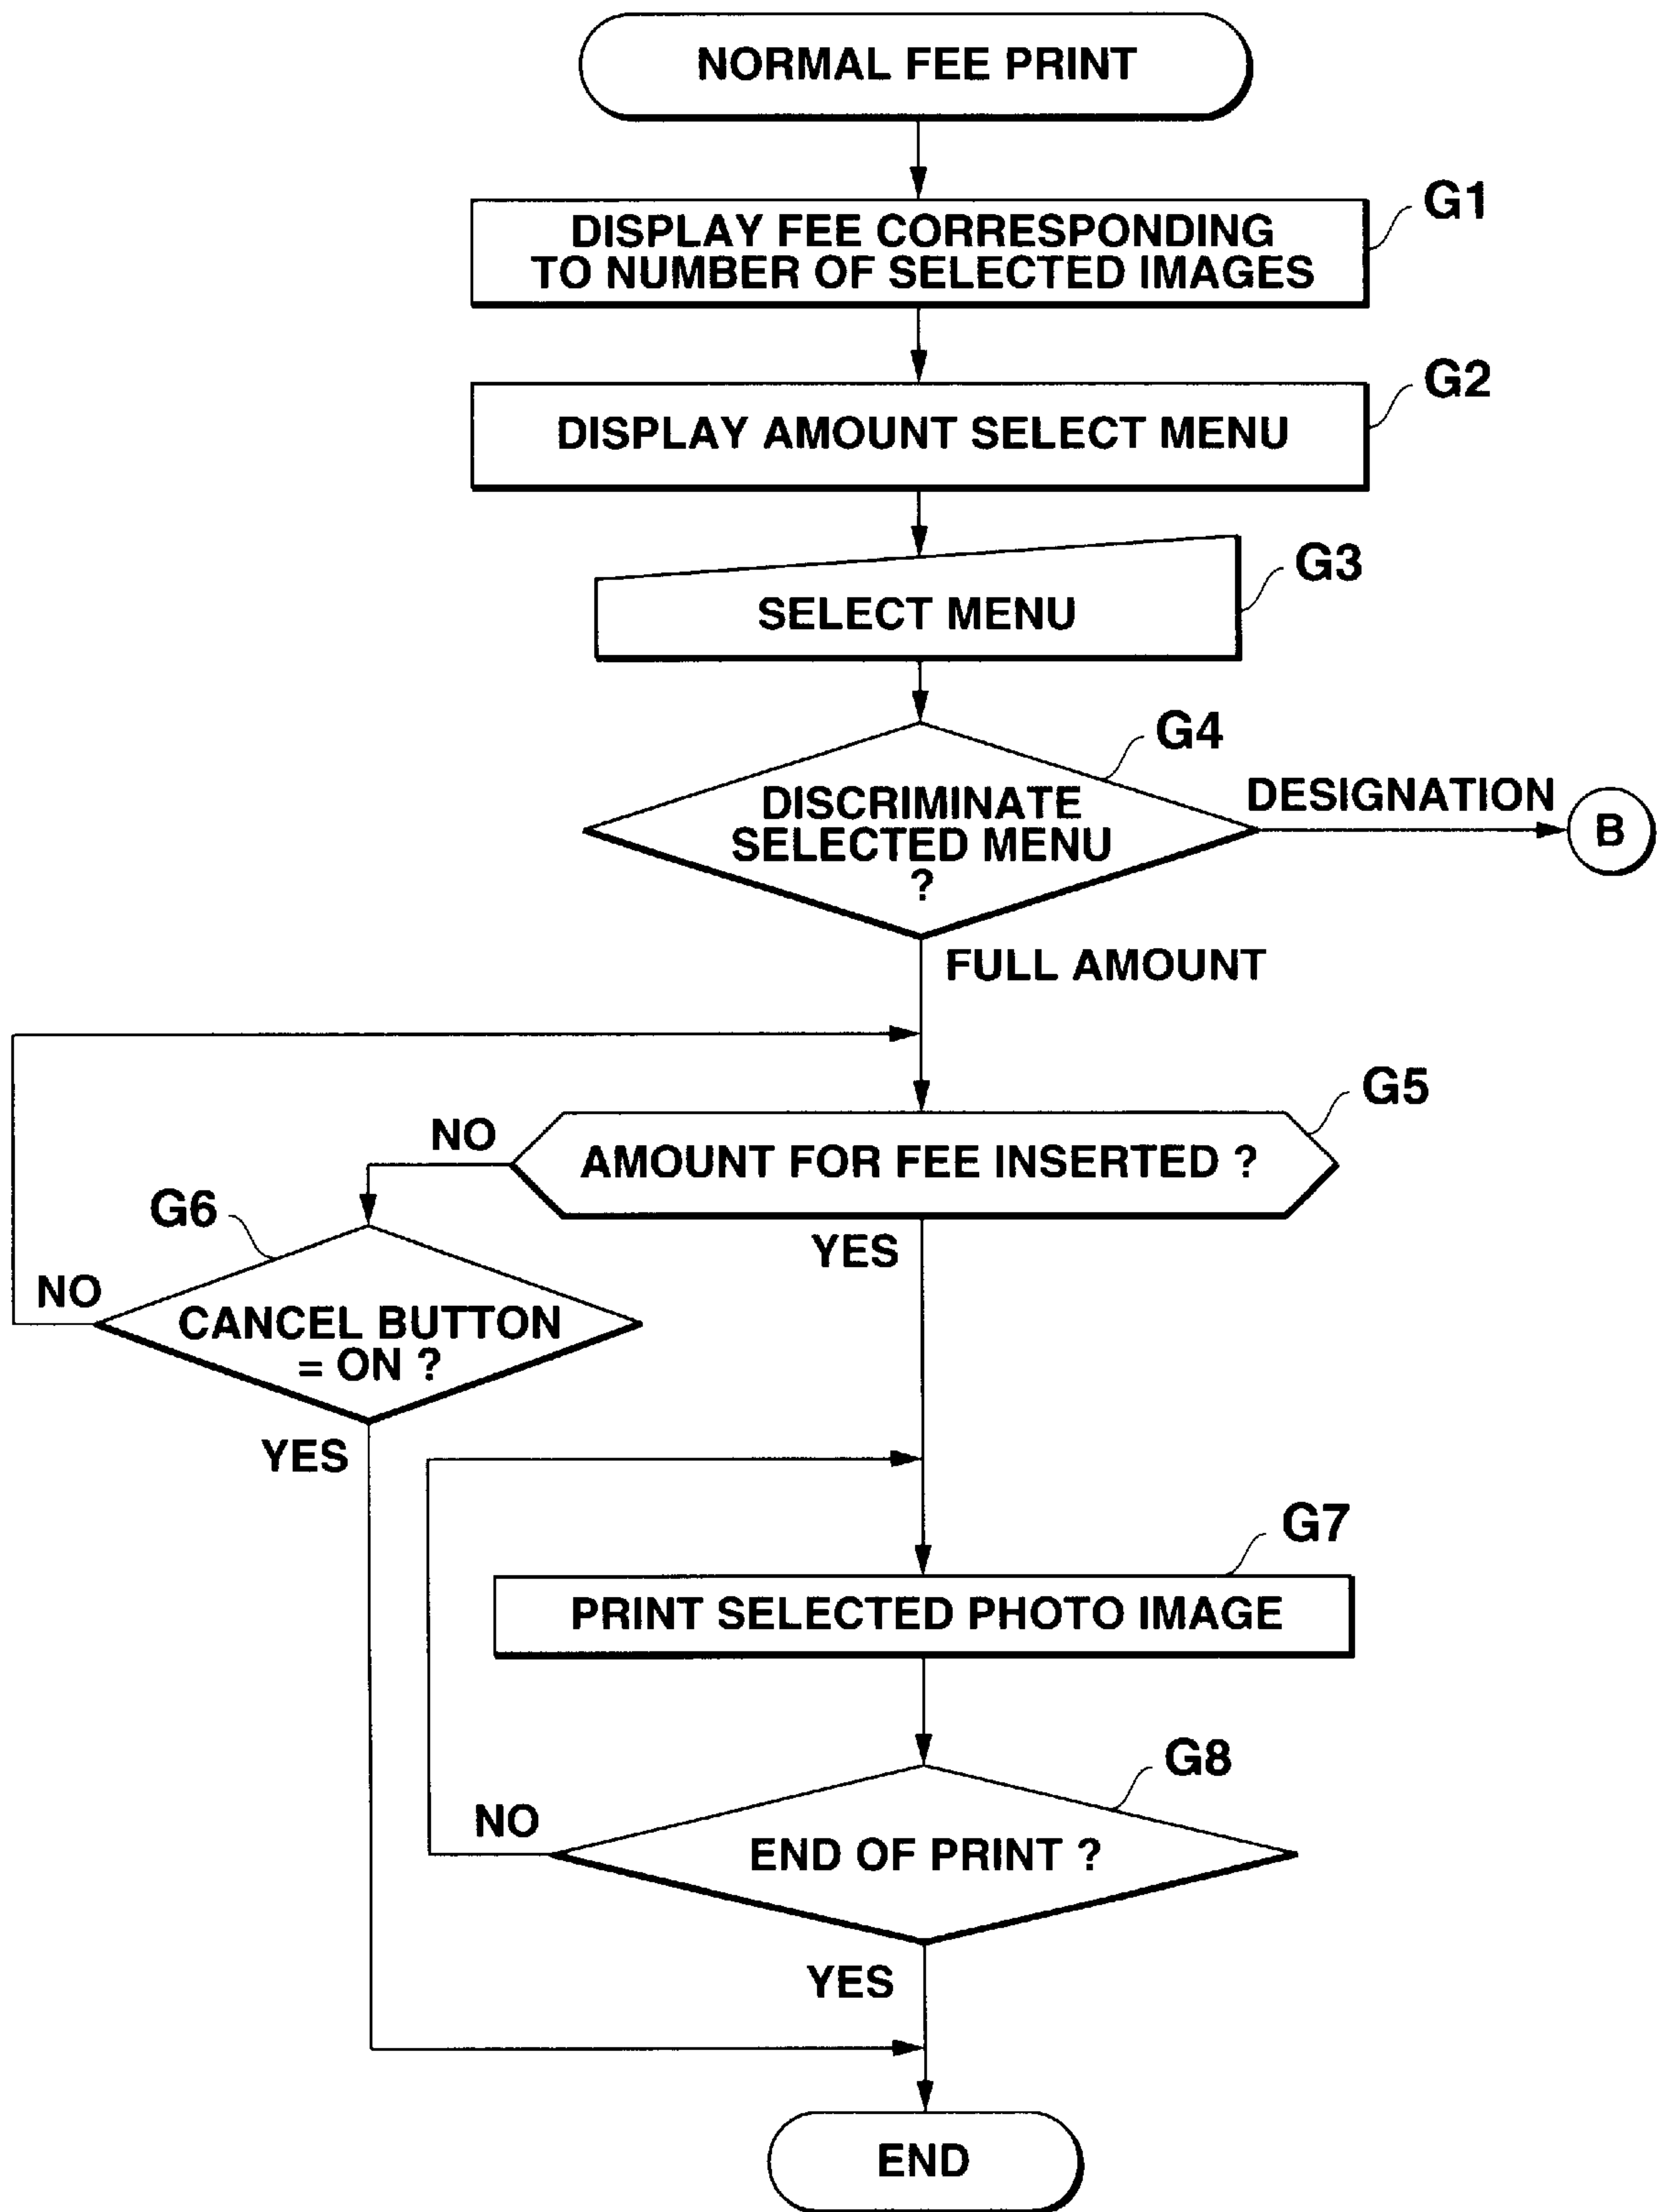 NORMAL FEE PRINT
G1
DISPLAY FEE CORRESPONDING
TO NUMBER OF SELECTED IMAGES
G2
DISPLAY AMOUNT SELECT MENU
G3
SELECT MENU
G4
DISCRIMINATE
SELECTED MENU
?
DESIGNATION
B
FULL AMOUNT
G5
NO
AMOUNT FOR FEE INSERTED ?
G6
YES
NO
CANCEL BUTTON
= ON ?
YES
G7
PRINT SELECTED PHOTO IMAGE
G8
NO
END OF PRINT ?
YES
END